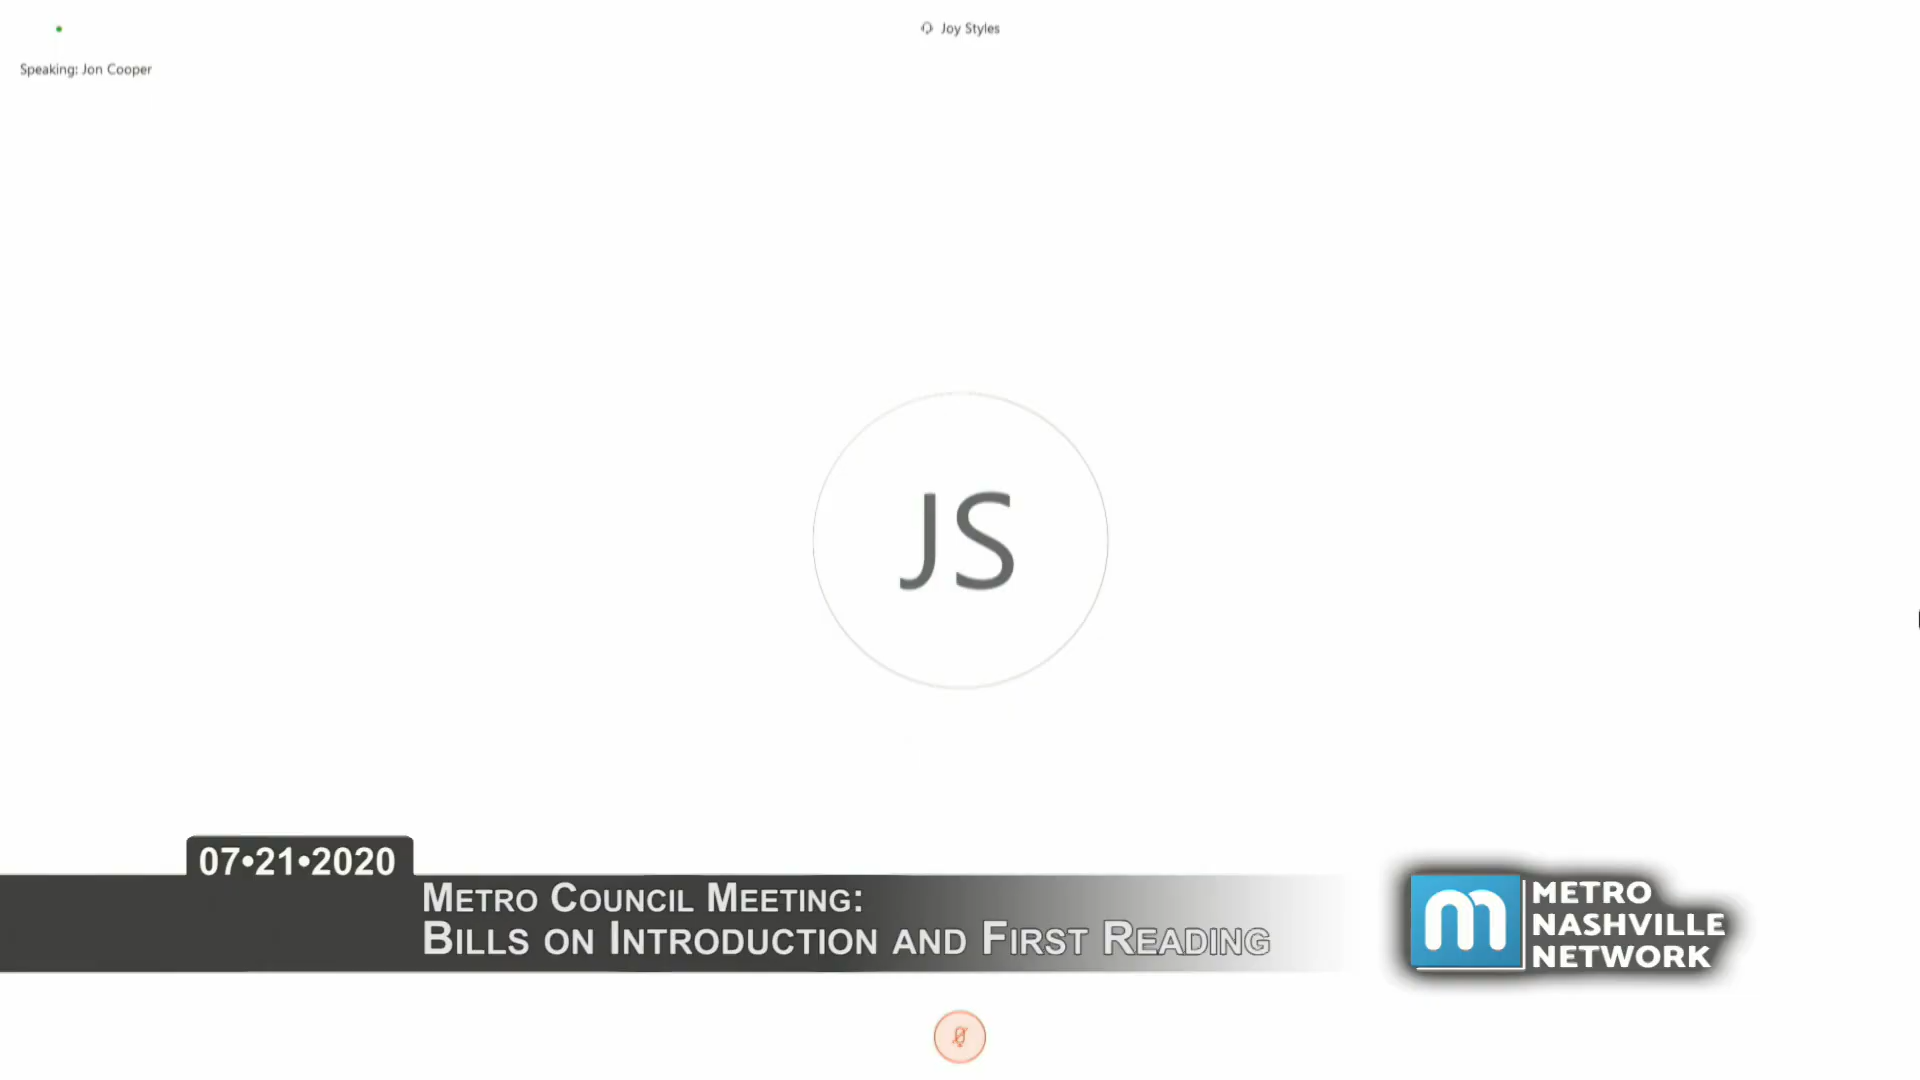 Joy Styles
Speaking: Jon Cooper
JS
07•21•2020
Metro Council Meeting:
Bills on Introduction and First Reading
m METRO
NASHVILLE
NETWORK